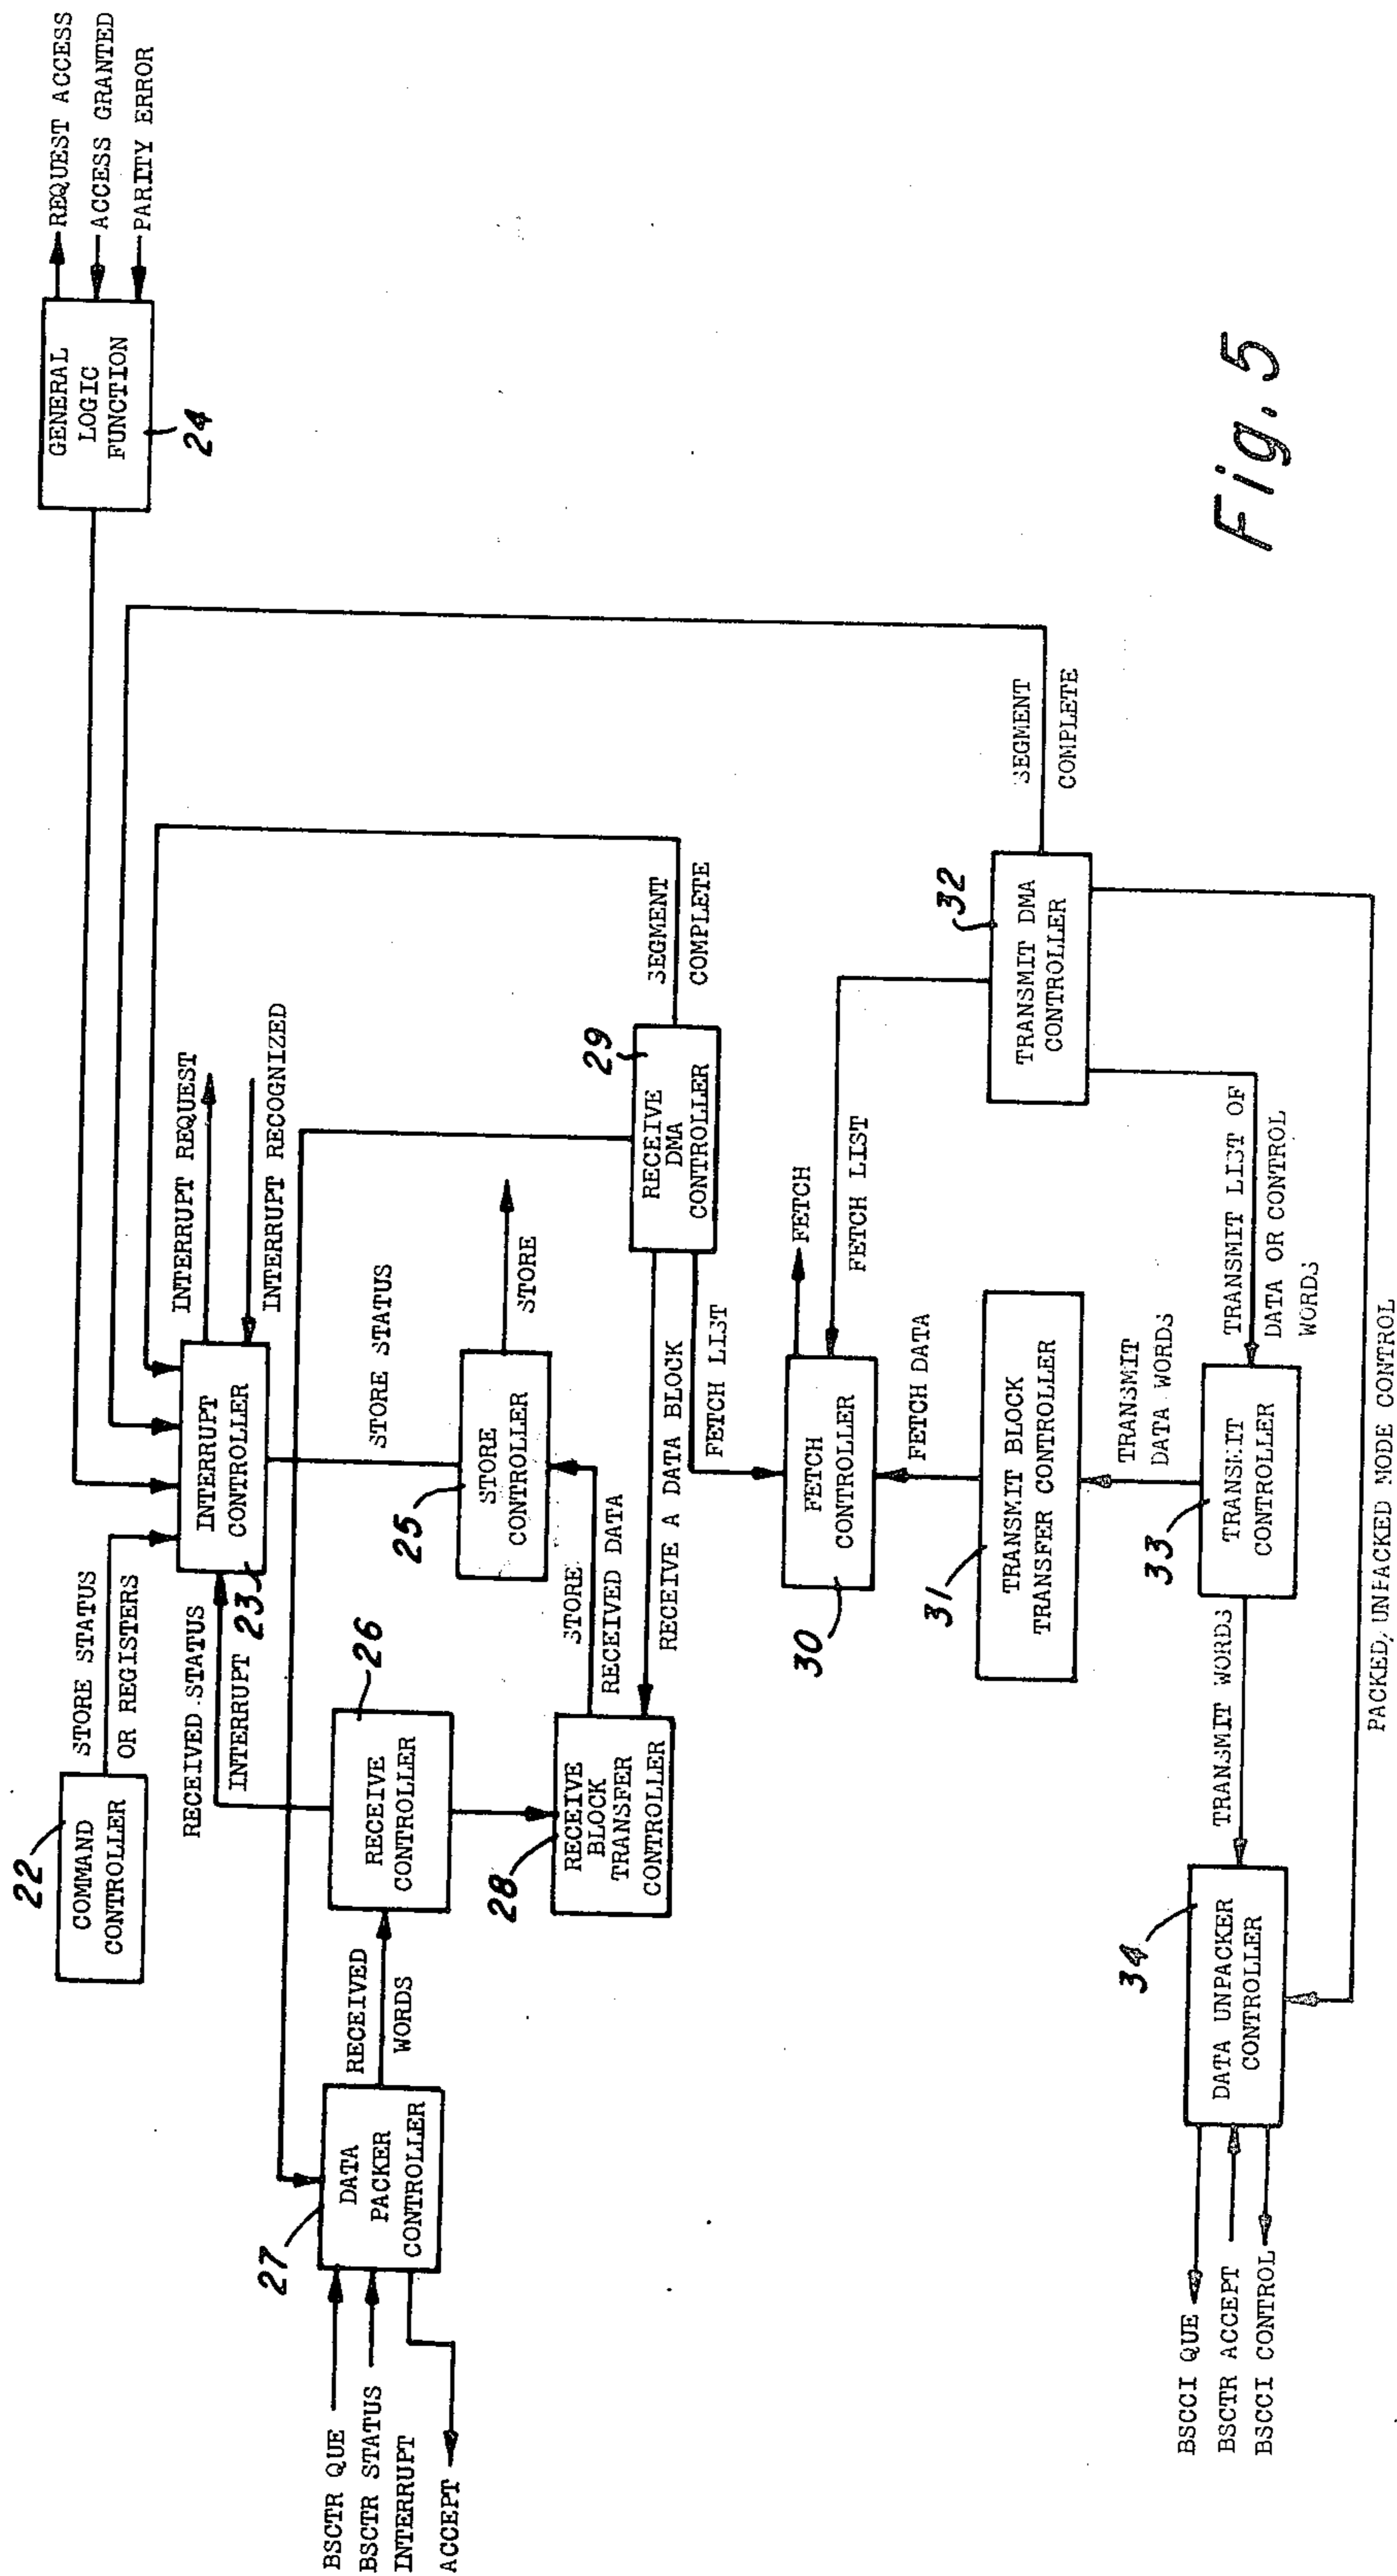 22
COMMAND
CONTROLLER
STORE STATUS
OR REGISTERS
RECEIVED STATUS
INTERRUPT
23
INTERRUPT
CONTROLLER
INTERRUPT REQUEST
INTERRUPT RECOGNIZED
GENERAL
LOGIC
FUNCTION
24
REQUEST ACCESS
ACCESS GRANTED
PARITY ERROR
BSCTR QUE
BSCTR STATUS
INTERRUPT
ACCEPT
27
DATA
PACKER
CONTROLLER
RECEIVED
WORDS
26
RECEIVE
CONTROLLER
STORE STATUS
25
STORE
CONTROLLER
STORE
28
RECEIVE
BLOCK
TRANSFER
CONTROLLER
STORE
RECEIVED DATA
RECEIVE A DATA BLOCK
FETCH LIST
29
RECEIVE
DMA
CONTROLLER
SEGMENT
COMPLETE
30
FETCH
CONTROLLER
FETCH
FETCH LIST
FETCH DATA
31
TRANSMIT BLOCK
TRANSFER CONTROLLER
32
TRANSMIT DMA
CONTROLLER
SEGMENT
COMPLETE
TRANSMIT
DATA WORDS
TRANSMIT LIST OF
DATA OR CONTROL
WORDS
33
TRANSMIT
CONTROLLER
TRANSMIT WORDS
34
DATA UNPACKER
CONTROLLER
BSCCI QUE
BSCTR ACCEPT
BSCCI CONTROL
PACKED, UNPACKED MODE CONTROL
Fig. 5